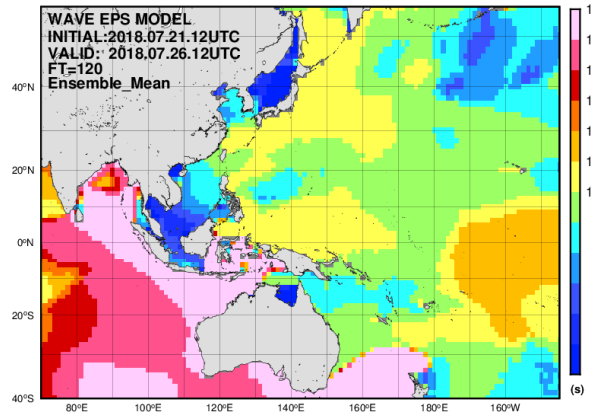 WAVE EPS MODEL
INITIAL:2018.07.21.12UTC
VALID: 2018.07.26.12UTC
FT=120
Ensemble_Mean
40°N
20°N
0°N
20°S
40°S
80°E 100°E 120°E 140°E 160°E 180°E 160°W
(s)